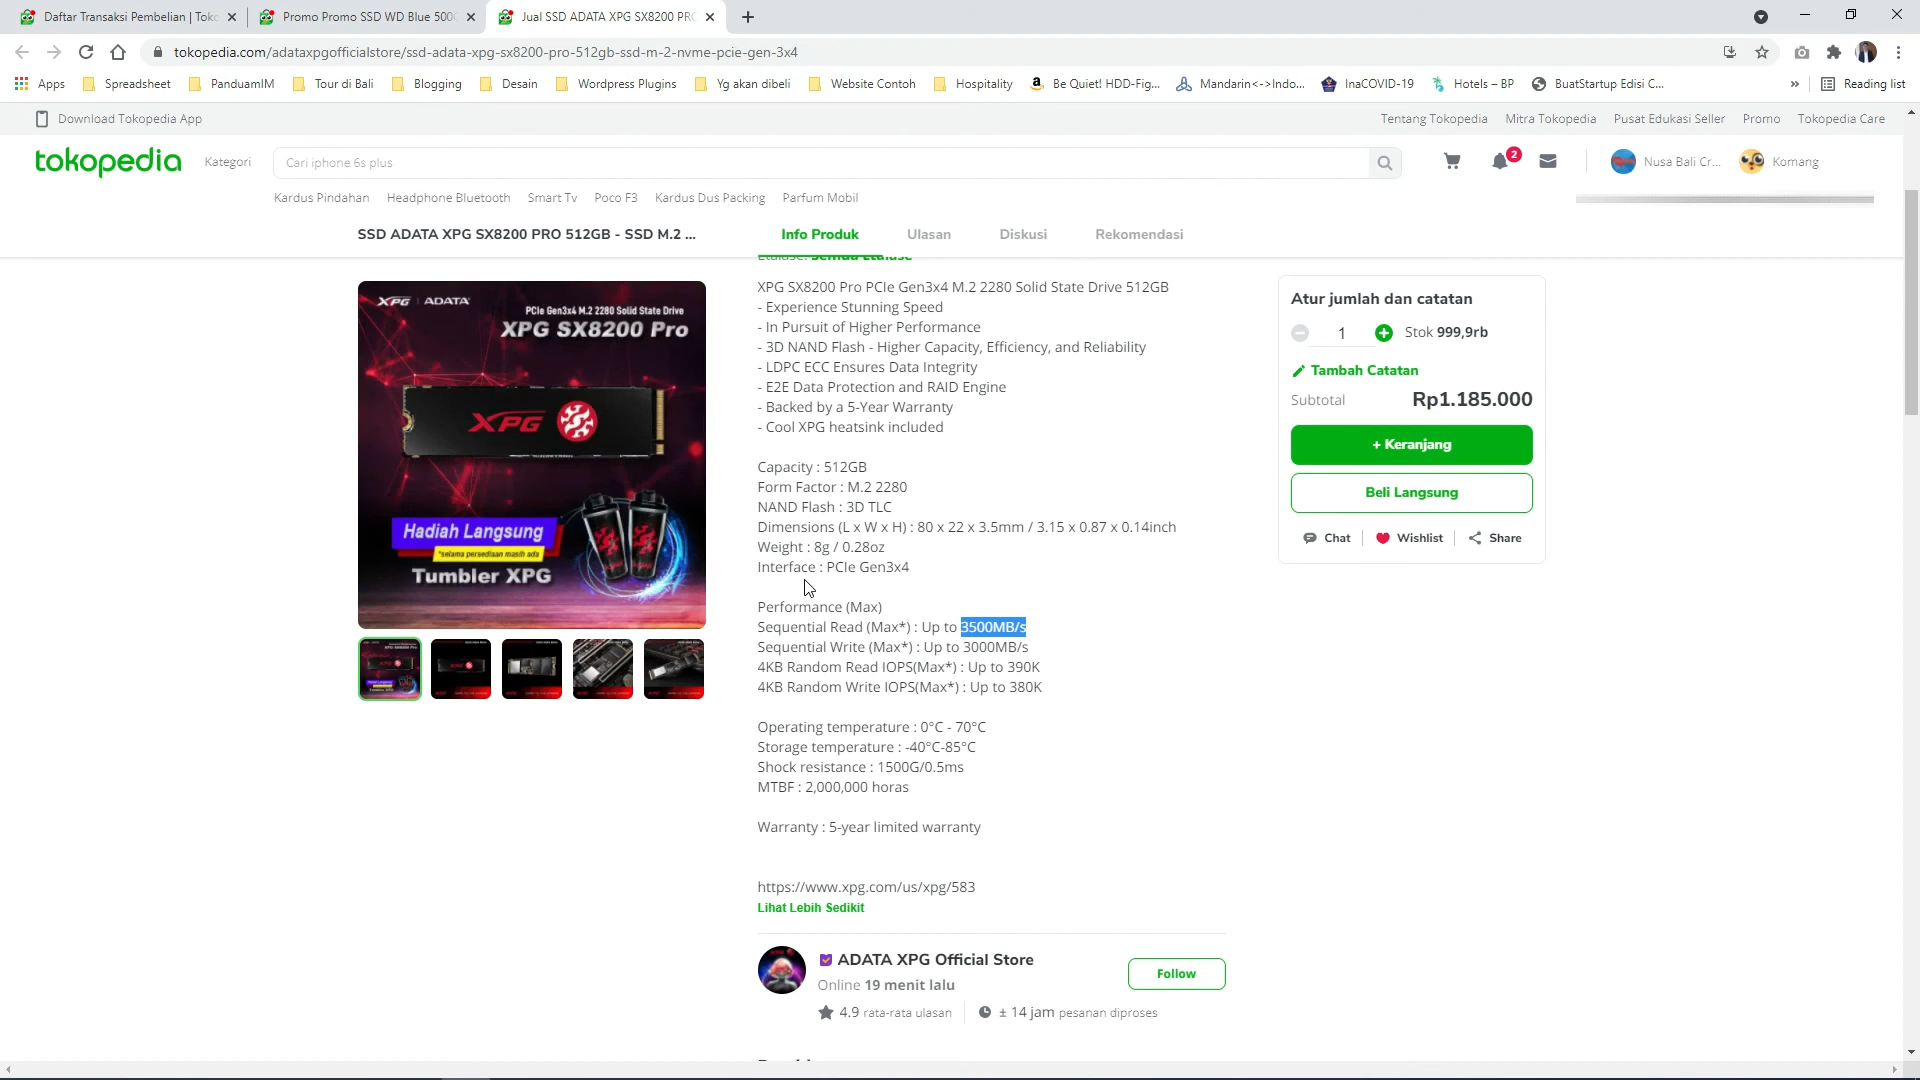 Daftar Transaksi Pembelian | Tok
Promo Promo SSD WD Blue 500
Jual SSD ADATA XPG SX8200 PR
tokopedia.com/adataxpgofficialstore/ssd-adata-xpg-sx8200-pro-512gb-ssd-m-2-nvme-pcie-gen-3x4
Apps
Spreadsheet
PanduamIM
Tour di Bali
Blogging
Desain
Wordpress Plugins
Yg akan dibeli
Website Contoh
Hospitality
Be Quiet! HDD-Fig...
Mandarin<->Indo...
InaCOVID-19
Hotels – BP
BuatStartup Edisi C...
»
Reading list
Download Tokopedia App
Tentang Tokopedia
Mitra Tokopedia
Pusat Edukasi Seller
Promo
Tokopedia Care
tokopedia
Kategori
Cari iphone 6s plus
2
Nusa Bali Cr...
Komang
Kardus Pindahan
Headphone Bluetooth
Smart Tv
Poco F3
Kardus Dus Packing
Parfum Mobil
SSD ADATA XPG SX8200 PRO 512GB - SSD M.2 ...
Info Produk
Ulasan
Diskusi
Rekomendasi
Etalase: Semua Etalase
XPG SX8200 Pro PCIe Gen3x4 M.2 2280 Solid State Drive 512GB
- Experience Stunning Speed
- In Pursuit of Higher Performance
- 3D NAND Flash - Higher Capacity, Efficiency, and Reliability
- LDPC ECC Ensures Data Integrity
- E2E Data Protection and RAID Engine
- Backed by a 5-Year Warranty
- Cool XPG heatsink included
Capacity : 512GB
Form Factor : M.2 2280
NAND Flash : 3D TLC
Dimensions (L x W x H) : 80 x 22 x 3.5mm / 3.15 x 0.87 x 0.14inch
Weight : 8g / 0.28oz
Interface : PCIe Gen3x4
Performance (Max)
Sequential Read (Max*) : Up to 3500MB/s
Sequential Write (Max*) : Up to 3000MB/s
4KB Random Read IOPS(Max*) : Up to 390K
4KB Random Write IOPS(Max*) : Up to 380K
Operating temperature : 0°C - 70°C
Storage temperature : -40°C-85°C
Shock resistance : 1500G/0.5ms
MTBF : 2,000,000 horas
Warranty : 5-year limited warranty
https://www.xpg.com/us/xpg/583
Lihat Lebih Sedikit
ADATA XPG Official Store
Online 19 menit lalu
4.9 rata-rata ulasan
± 14 jam pesanan diproses
Follow
XPG | ADATA
PCIe Gen3x4 M.2 2280 Solid State Drive
XPG SX8200 Pro
XPG
Hadiah Langsung
*selama persediaan masih ada
Tumbler XPG
Atur jumlah dan catatan
1
Stok 999,9rb
Tambah Catatan
Subtotal
Rp1.185.000
+ Keranjang
Beli Langsung
Chat
Wishlist
Share